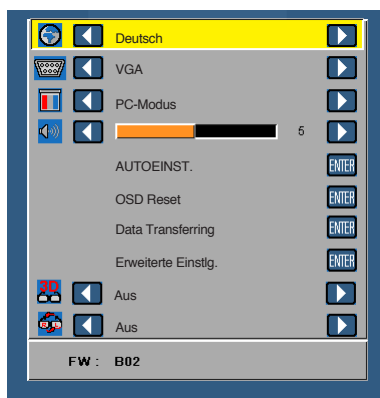 Deutsch
VGA
PC-Modus
5
AUTOEINST. ENTER
OSD Reset ENTER
Data Transferring ENTER
Erweiterte Einstlg. ENTER
3D Aus
Aus
FW : B02